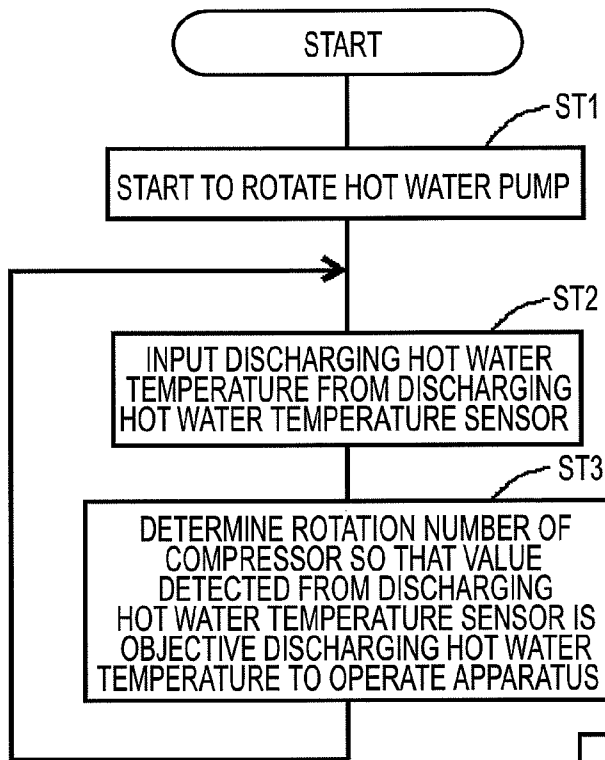 START
ST1
START TO ROTATE HOT WATER PUMP
ST2
INPUT DISCHARGING HOT WATER
TEMPERATURE FROM DISCHARGING
HOT WATER TEMPERATURE SENSOR
ST3
DETERMINE ROTATION NUMBER OF
COMPRESSOR SO THAT VALUE
DETECTED FROM DISCHARGING
HOT WATER TEMPERATURE SENSOR IS
OBJECTIVE DISCHARGING HOT WATER
TEMPERATURE TO OPERATE APPARATUS